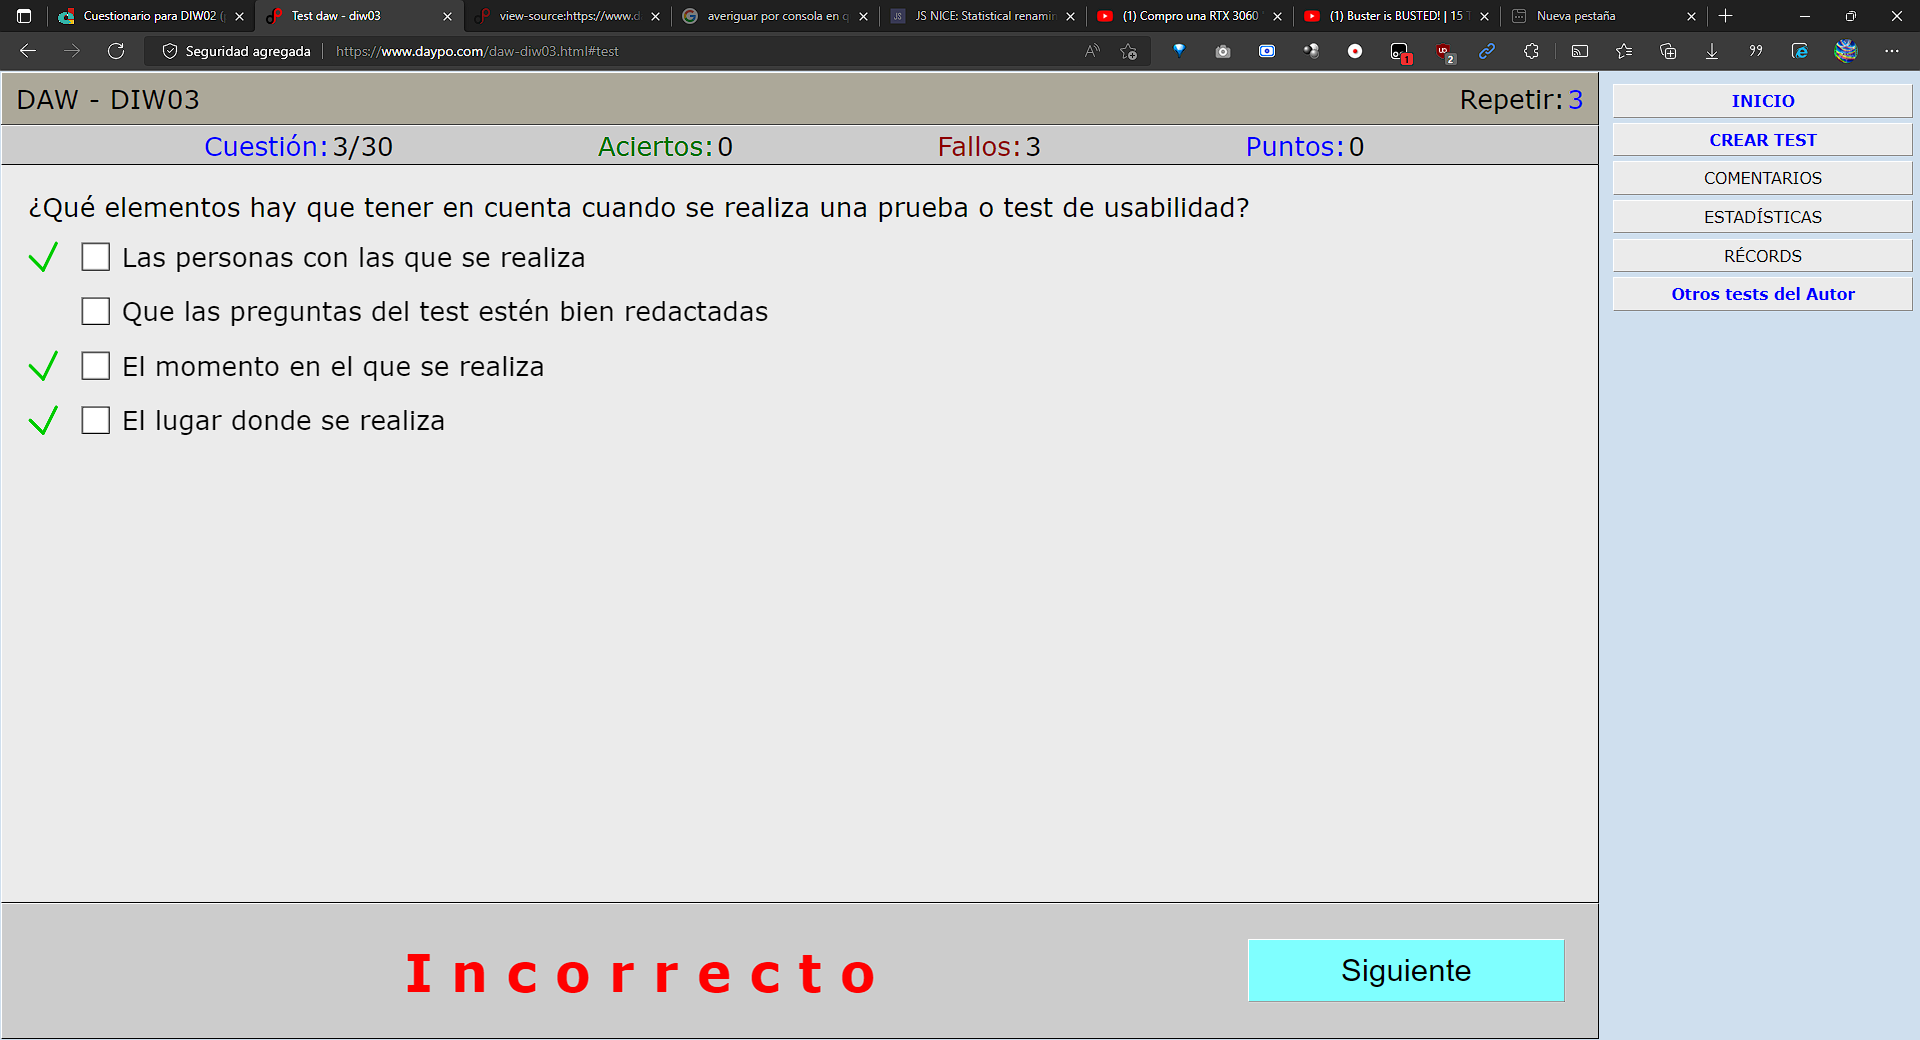 Cuestionario para DIW02 (
Test daw - diw03
view-source:https://www.d
averiguar por consola en q
JS NICE: Statistical renamin
(1) Compro una RTX 3060
(1) Buster is BUSTED! | 15 T
Nueva pestaña
Seguridad agregada
https://www.daypo.com/daw-diw03.html#test
1
2
DAW - DIW03
Repetir: 3
Cuestión: 3/30
Aciertos: 0
Fallos: 3
Puntos: 0
¿Qué elementos hay que tener en cuenta cuando se realiza una prueba o test de usabilidad?
Las personas con las que se realiza
Que las preguntas del test estén bien redactadas
El momento en el que se realiza
El lugar donde se realiza
Incorrecto
Siguiente
INICIO
CREAR TEST
COMENTARIOS
ESTADÍSTICAS
RÉCORDS
Otros tests del Autor